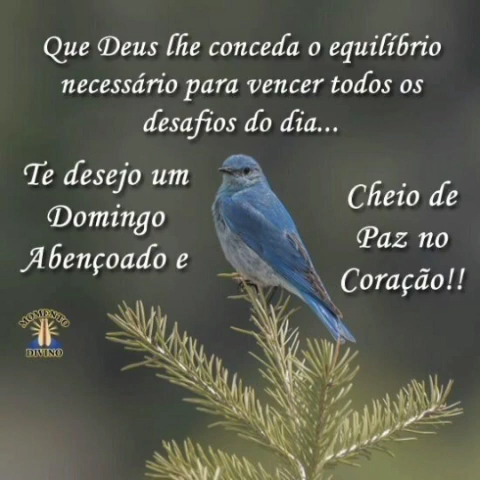 Que Deus lhe conceda o equilíbrio
necessário para vencer todos os
desafios do dia...
Te desejo um
Domingo
Abençoado e
Cheio de
Paz no
Coração!!
MOMENTO
DIVINO